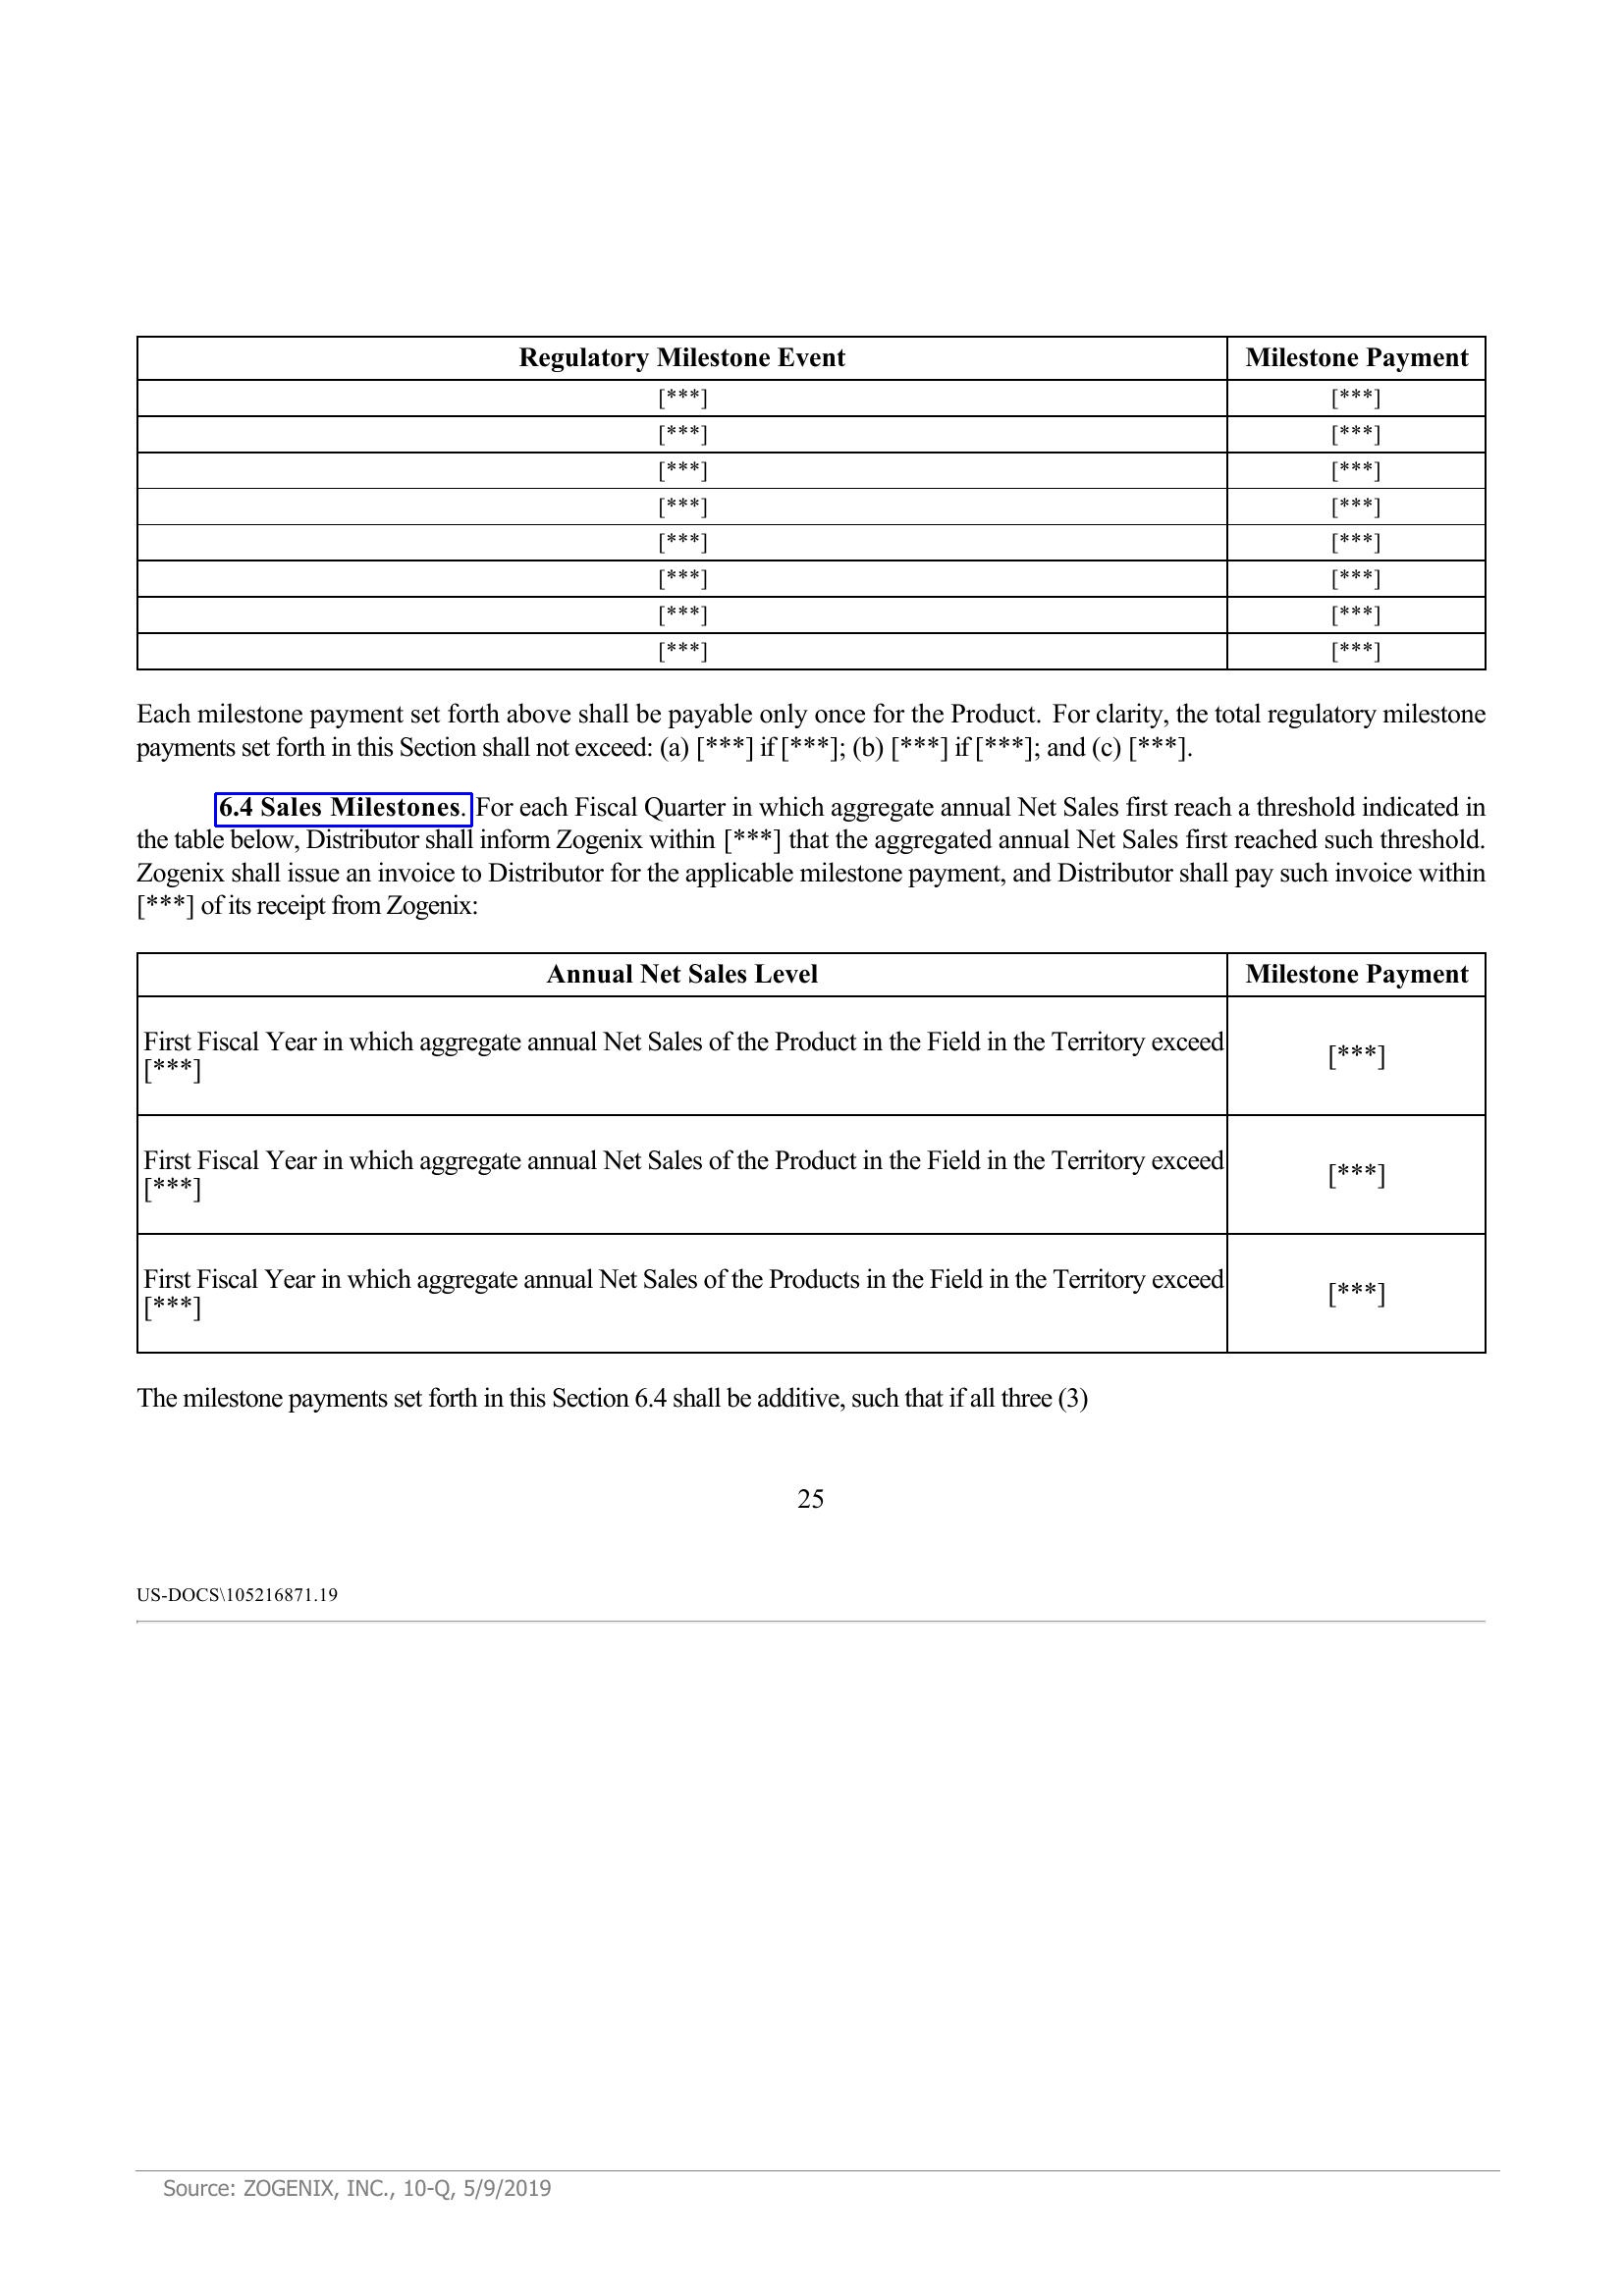 Regulatory Milestone Event Milestone Payment
[***] [***]
[***] [***]
[***] [***]
[***] [***]
[***] [***]
[***] [***]
[***] [***]
[***] [***]
Each milestone payment set forth above shall be payable only once for the Product. For clarity, the total regulatory milestone
payments set forth in this Section shall not exceed: (a) [***] if [***]; (b) [***] if [***]; and (c) [***].
6.4 Sales Milestones. For each Fiscal Quarter in which aggregate annual Net Sales first reach a threshold indicated in
the table below, Distributor shall inform Zogenix within [***] that the aggregated annual Net Sales first reached such threshold.
Zogenix shall issue an invoice to Distributor for the applicable milestone payment, and Distributor shall pay such invoice within
[***] of its receipt from Zogenix:
Annual Net Sales Level Milestone Payment
First Fiscal Year in which aggregate annual Net Sales of the Product in the Field in the Territory exceed
[***] [***]
First Fiscal Year in which aggregate annual Net Sales of the Product in the Field in the Territory exceed
[***] [***]
First Fiscal Year in which aggregate annual Net Sales of the Products in the Field in the Territory exceed
[***] [***]
The milestone payments set forth in this Section 6.4 shall be additive, such that if all three (3)
25
US-DOCS\105216871.19
Source: ZOGENIX, INC., 10-Q, 5/9/2019